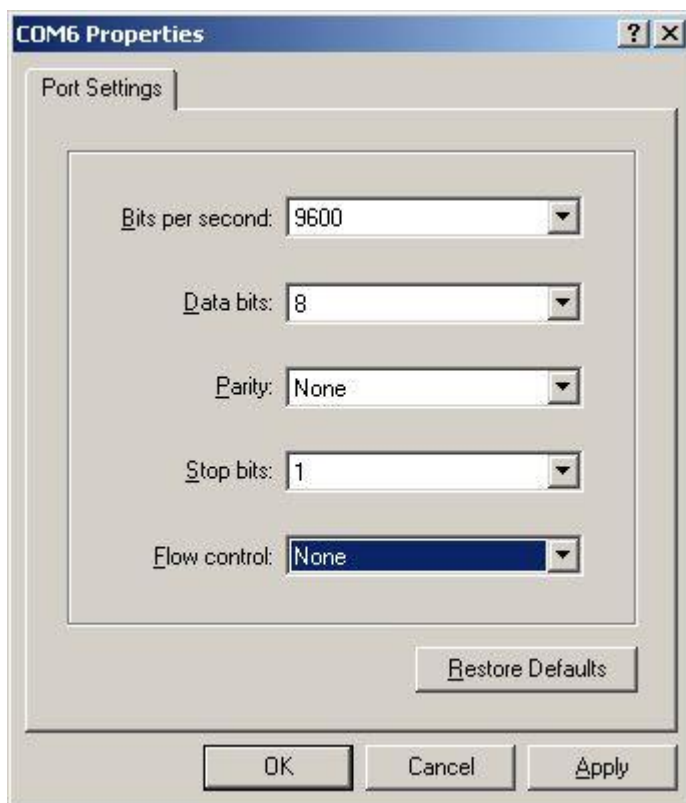 COM6 Properties
Port Settings
Bits per second: 9600
Data bits: 8
Parity: None
Stop bits: 1
Flow control: None
Restore Defaults
OK Cancel Apply